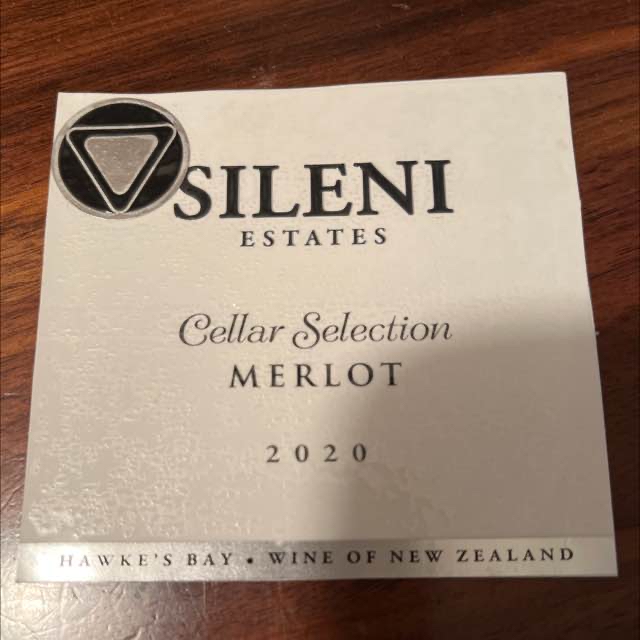 SILENI
ESTATES
Cellar Selection
MERLOT
2020
HAWKE'S BAY • WINE OF NEW ZEALAND